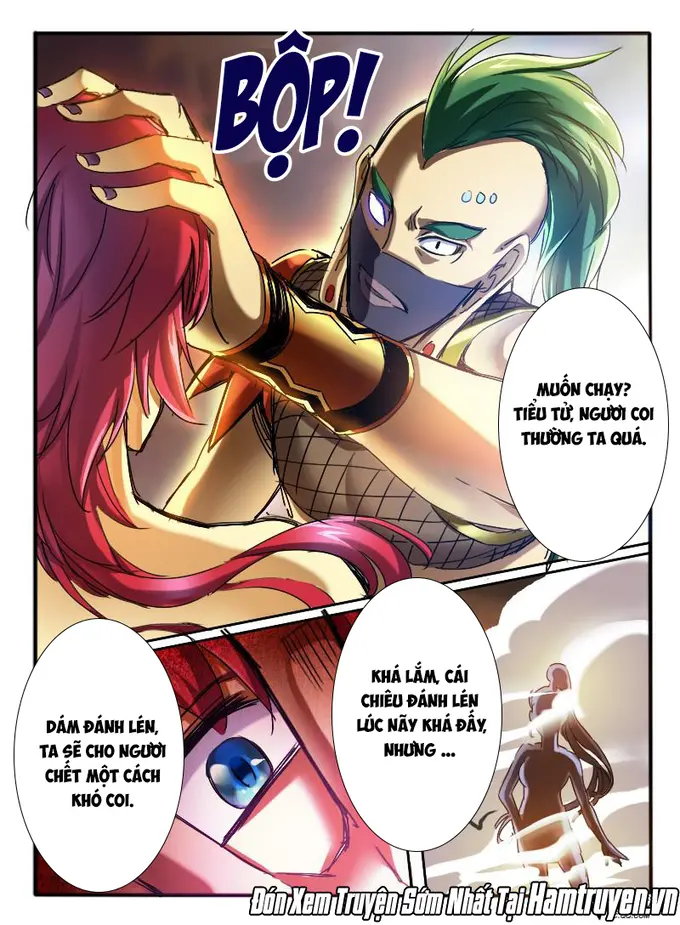 BỘP!
MUỐN CHẠY?
TIỂU TỬ, NGƯƠI COI
THƯỜNG TA QUÁ.
KHÁ LẮM, CÁI
CHIÊU ĐÁNH LÉN
LÚC NÃY KHÁ ĐẤY,
NHƯNG ...
DÁM ĐÁNH LÉN,
TA SẼ CHO NGƯƠI
CHẾT MỘT CÁCH
KHÓ COI.
Đón Xem Truyện Sớm Nhất Tại Hamtruyen.vn